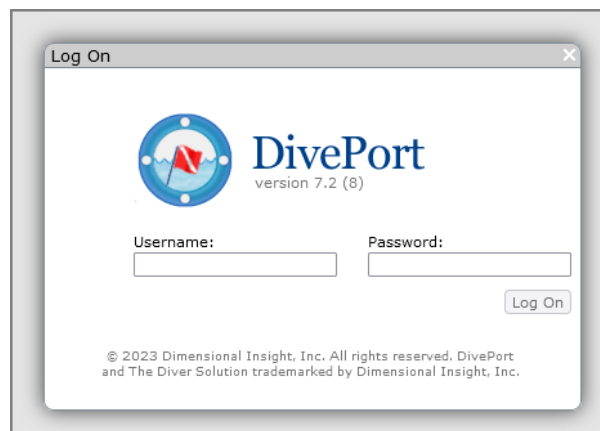 Log On
DivePort
version 7.2 (8)
Username: Password:
Log On
© 2023 Dimensional Insight, Inc. All rights reserved. DivePort
and The Diver Solution trademarked by Dimensional Insight, Inc.